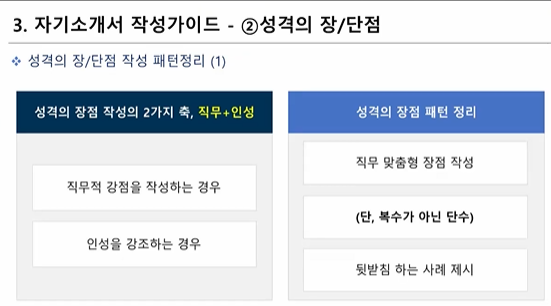 3. 자기소개서 작성가이드 - ②성격의 장/단점
❖ 성격의 장/단점 작성 패턴정리 (1)
성격의 장점 작성의 2가지 축, 직무+인성
직무적 강점을 작성하는 경우
인성을 강조하는 경우
성격의 장점 패턴 정리
직무 맞춤형 장점 작성
(단, 복수가 아닌 단수)
뒷받침 하는 사례 제시